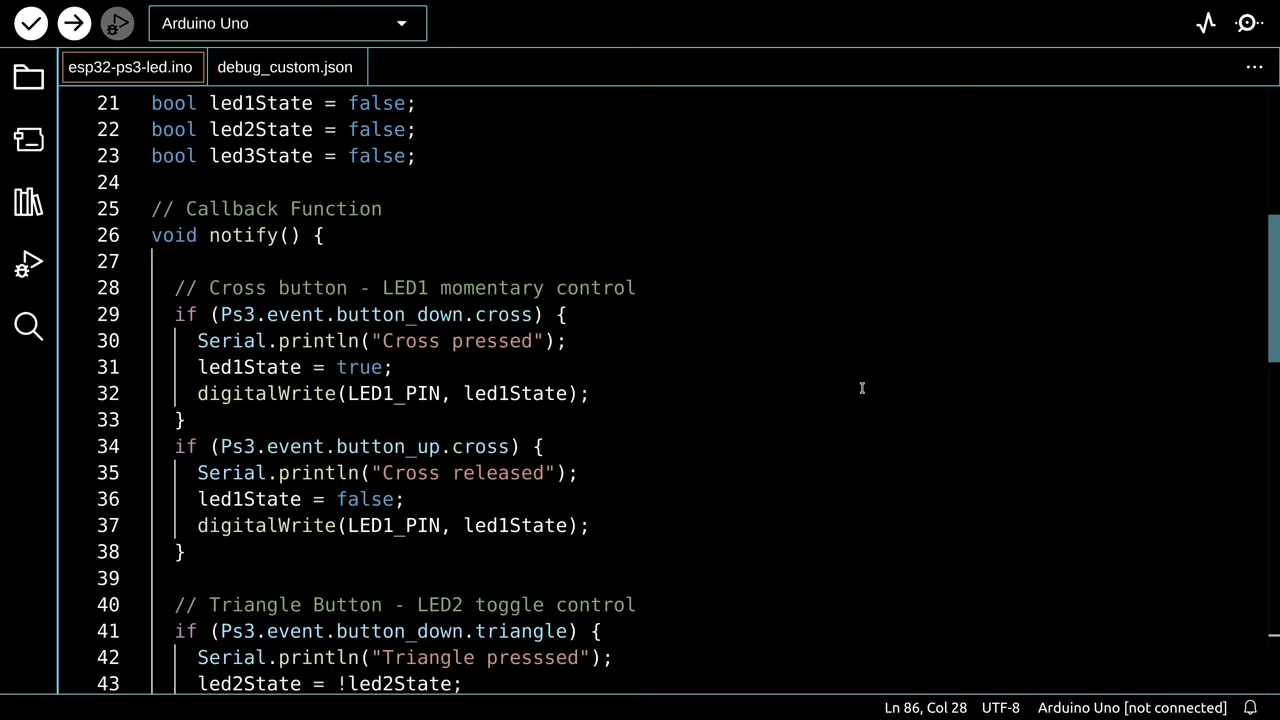 Arduino Uno
esp32-ps3-led.ino debug_custom.json
21 bool led1State = false;
22 bool led2State = false;
23 bool led3State = false;
24
25 // Callback Function
26 void notify() {
27
28 // Cross button - LED1 momentary control
29 if (Ps3.event.button_down.cross) {
30 Serial.println("Cross pressed");
31 led1State = true;
32 digitalWrite(LED1_PIN, led1State);
33 }
34 if (Ps3.event.button_up.cross) {
35 Serial.println("Cross released");
36 led1State = false;
37 digitalWrite(LED1_PIN, led1State);
38 }
39
40 // Triangle Button - LED2 toggle control
41 if (Ps3.event.button_down.triangle) {
42 Serial.println("Triangle presssed");
43 led2State = !led2State;
Ln 86, Col 28 UTF-8 Arduino Uno [not connected]